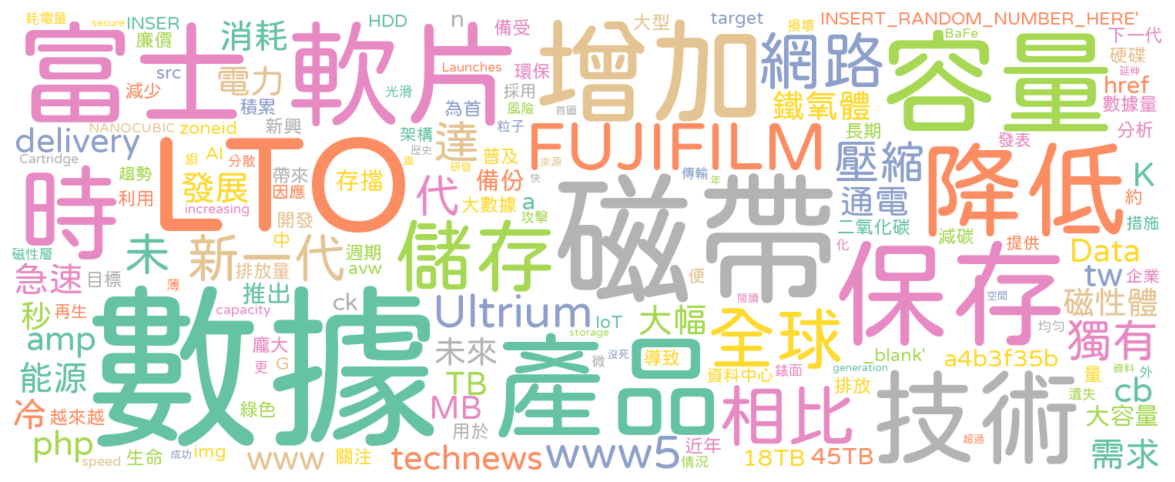 耗電量 secure INSER HDD n 備受 大型 target 損壞 INSERT_RANDOM_NUMBER_HERE'
廉價 消耗 BaFe 下一代
富士軟片 增加 網路 容量 硬碟
src 電力 Launches 環保 延伸
減少 積累 光滑 採用 鐵氧體 href
為首 風險 首圖 數據量
NANOCUBIC 新興 架構 粒子 長期 發表 分析
delivery zoneid 歷史 達 FUJIFILM 壓縮 降低
Cartridge 銀 AI 分散 銀 研發 普及 來源
趨勢 LTO 帶來 傳輸 K
時 利用 發展 因應 存擋 備份 快 年 通電 約
increasing 代 大數據 a 磁帶
未 開發 攻擊 二氧化碳 措施
磁性層 新一代 中 週期 儲存 化 減碳 提供 Data
急速 目標 排放量 avw 便 保存 tw 企業
薄 推出
秒 再生 capacity ck Ultrium 閱讀 空間 磁性體
amp 數據 IoT 大幅 全球 均勻 獨有
龐大 G 未來 storage 產品 導致 _blank' a4b3f35b
能源 更 微 沒死 資料中心 錶面 generation 量 資料 外
TB 排放 cb
冷 越來越 綠色 MB 相比 技術 遺失 大容量
php 用於 近年 超過
speed 生命 成功 img www 關注 technews www5 情況 18TB 45TB 需求